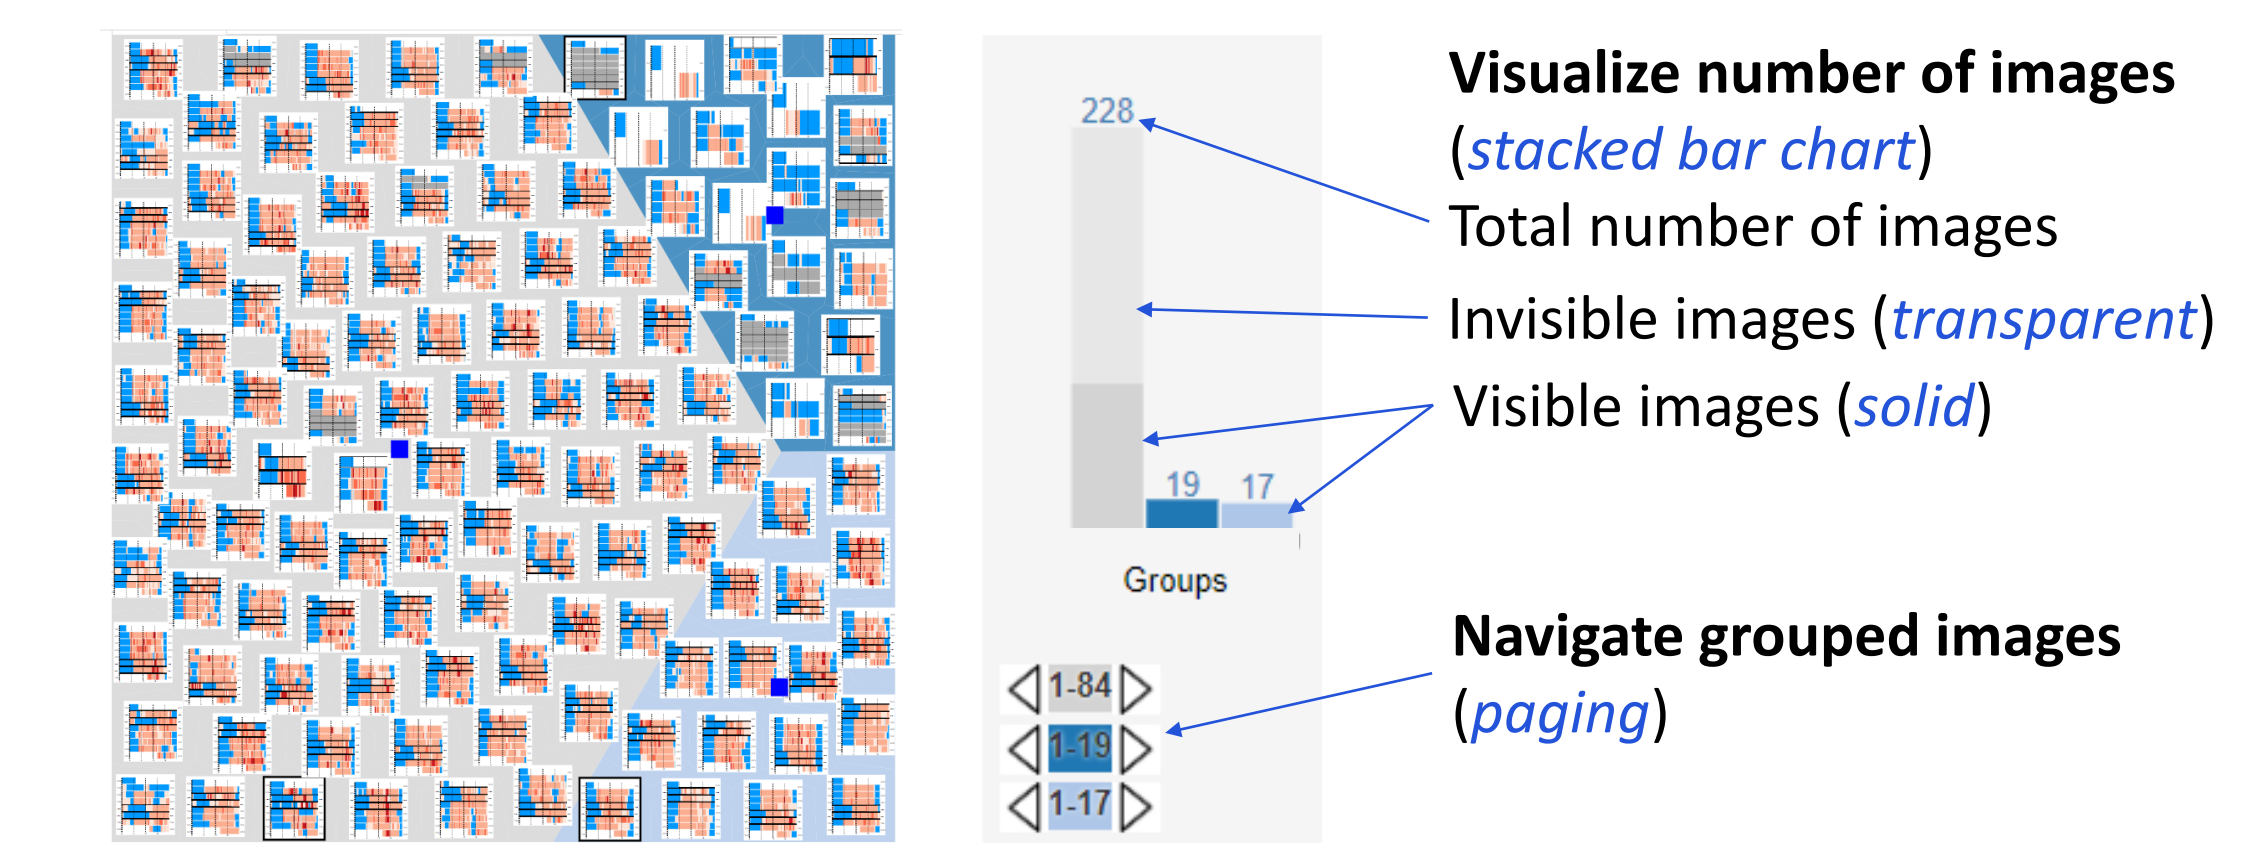 228
19
17
Groups
1-84
1-19
1-17
Visualize number of images
(stacked bar chart)
Total number of images
Invisible images (transparent)
Visible images (solid)
Navigate grouped images
(paging)